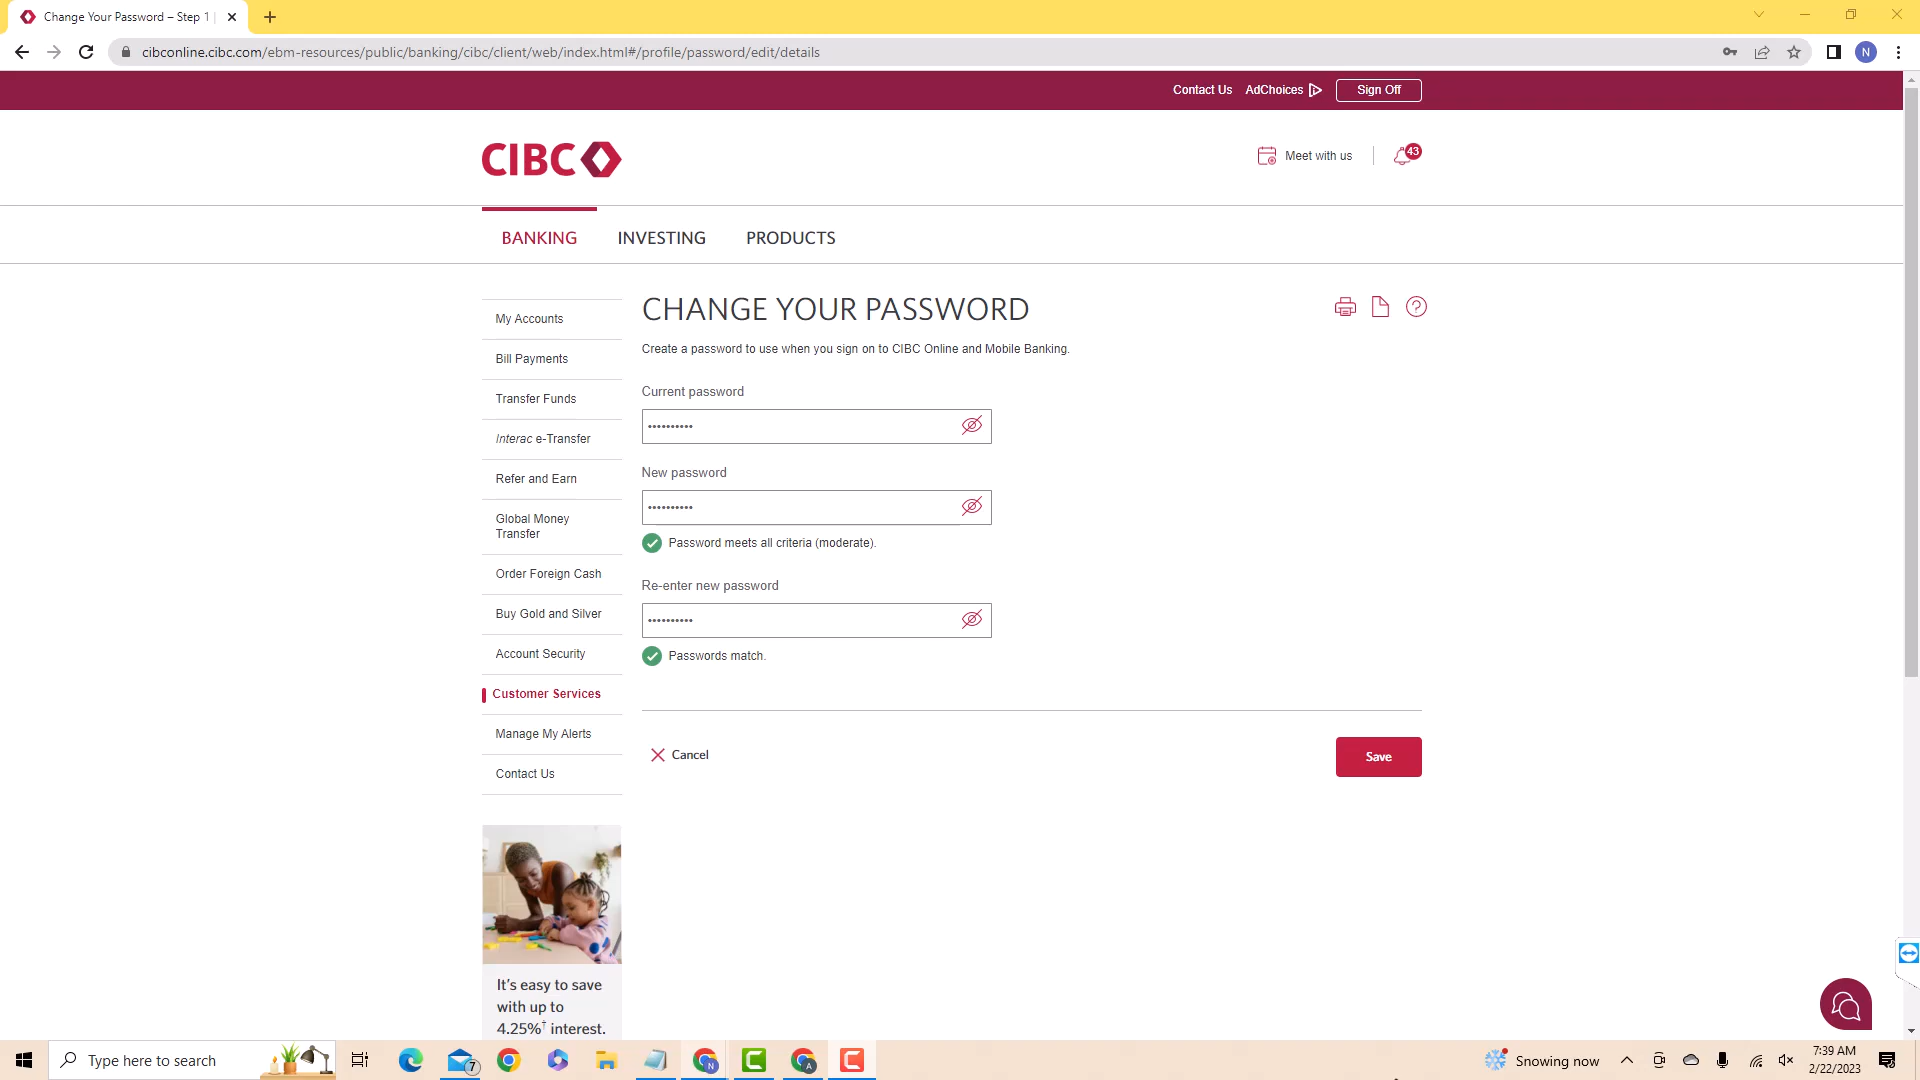 Change Your Password – Step 1
cibconline.cibc.com/ebm-resources/public/banking/cibc/client/web/index.html#/profile/password/edit/details
N
Contact Us
AdChoices
Sign Off
CIBC
Meet with us
43
BANKING
INVESTING
PRODUCTS
My Accounts
Bill Payments
Transfer Funds
Interac e-Transfer
Refer and Earn
Global Money
Transfer
Order Foreign Cash
Buy Gold and Silver
Account Security
Customer Services
Manage My Alerts
Contact Us
CHANGE YOUR PASSWORD
Create a password to use when you sign on to CIBC Online and Mobile Banking.
Current password
••••••••••
New password
••••••••••
Password meets all criteria (moderate).
Re-enter new password
••••••••••
Passwords match.
Cancel
Save
It's easy to save
with up to
4.25%† interest.
Type here to search
7
N
A
Snowing now
7:39 AM
2/22/2023